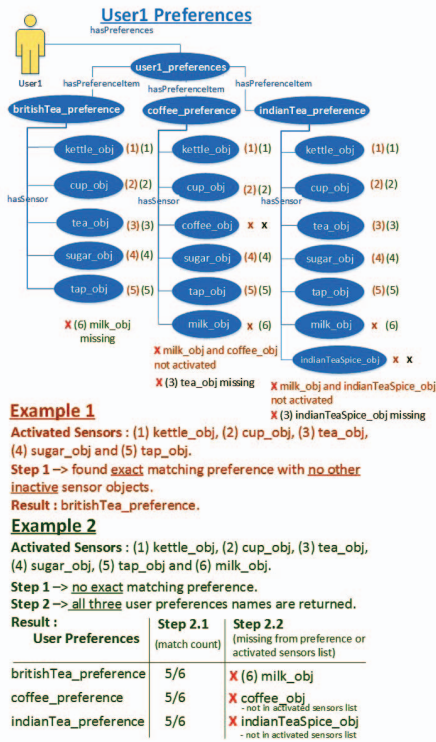 User1 Preferences
hasPreferences
User1
user1_preferences
hasPreferenceItem
hasPreferenceItem
hasPreferenceItem
britishTea_preference
coffee_preference
indianTea_preference
kettle_obj (1)(1)
kettle_obj (1)(1)
kettle_obj (1)(1)
cup_obj (2)(2)
cup_obj (2)(2)
cup_obj (2)(2)
hasSensor
hasSensor
hasSensor
tea_obj (3)(3)
coffee_obj x x
tea_obj (3)(3)
sugar_obj (4)(4)
sugar_obj (4)(4)
sugar_obj (4)(4)
tap_obj (5)(5)
tap_obj (5)(5)
tap_obj (5)(5)
X (6) milk_obj
missing
milk_obj x (6)
milk_obj x (6)
X milk_obj and coffee_obj
not activated
X (3) tea_obj missing
indianTeaSpice_obj x x
X milk_obj and indianTeaSpice_obj
not activated
X (3) indianTeaSpice_obj missing
Example 1
Activated Sensors : (1) kettle_obj, (2) cup_obj, (3) tea_obj,
(4) sugar_obj and (5) tap_obj.
Step 1 –> found exact matching preference with no other
inactive sensor objects.
Result : britishTea_preference.
Example 2
Activated Sensors : (1) kettle_obj, (2) cup_obj, (3) tea_obj,
(4) sugar_obj, (5) tap_obj and (6) milk_obj.
Step 1 –> no exact matching preference.
Step 2 –> all three user preferences names are returned.
Result :
User Preferences
Step 2.1
(match count)
Step 2.2
(missing from preference or
activated sensors list)
britishTea_preference 5/6 X (6) milk_obj
coffee_preference 5/6 X coffee_obj
- not in activated sensors list
indianTea_preference 5/6 X indianTeaSpice_obj
- not in activated sensors list